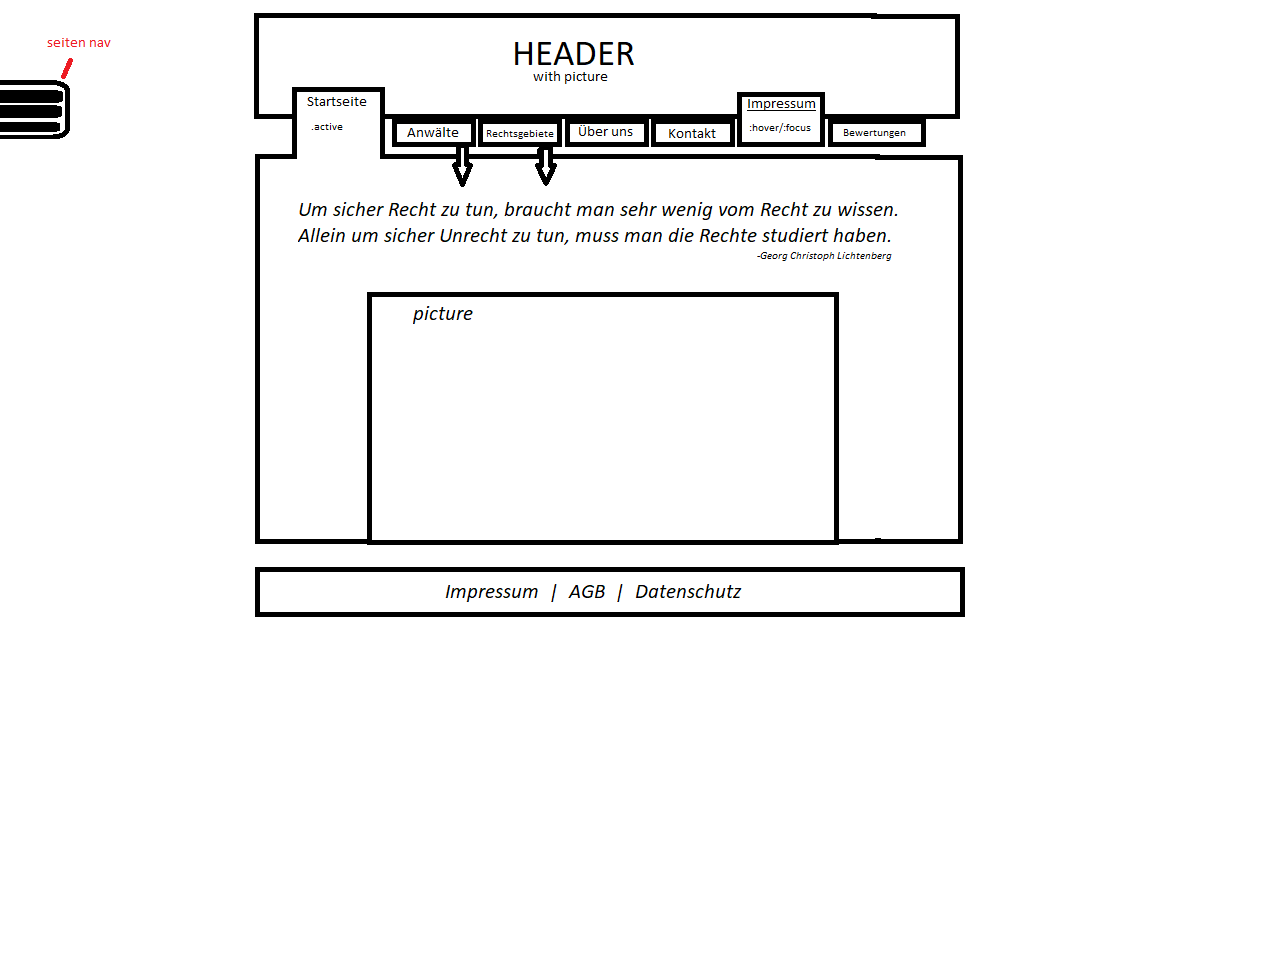 seiten nav
HEADER
with picture
Startseite
.active
Anwälte
Rechtsgebiete
Über uns
Kontakt
Impressum
:hover/:focus
Bewertungen
Um sicher Recht zu tun, braucht man sehr wenig vom Recht zu wissen.
Allein um sicher Unrecht zu tun, muss man die Rechte studiert haben.
-Georg Christoph Lichtenberg
picture
Impressum | AGB | Datenschutz